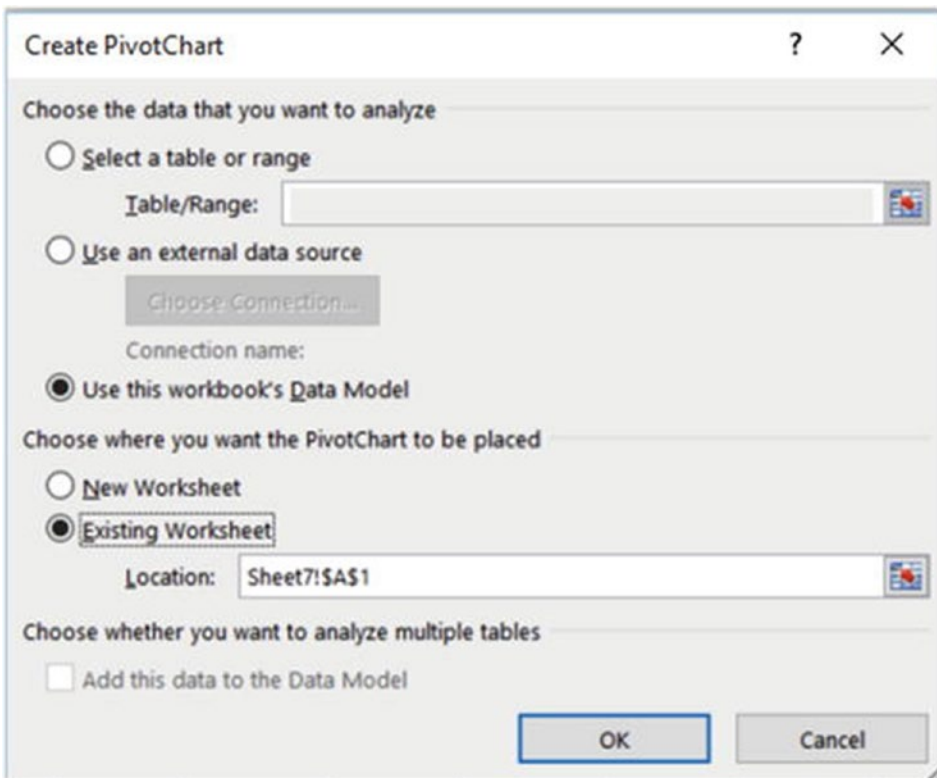 Create PivotChart ? ×
Choose the data that you want to analyze
Select a table or range
Table/Range:
Use an external data source
Choose Connection...
Connection name:
Use this workbook's Data Model
Choose where you want the PivotChart to be placed
New Worksheet
Existing Worksheet
Location: Sheet7!$A$1
Choose whether you want to analyze multiple tables
Add this data to the Data Model
OK Cancel